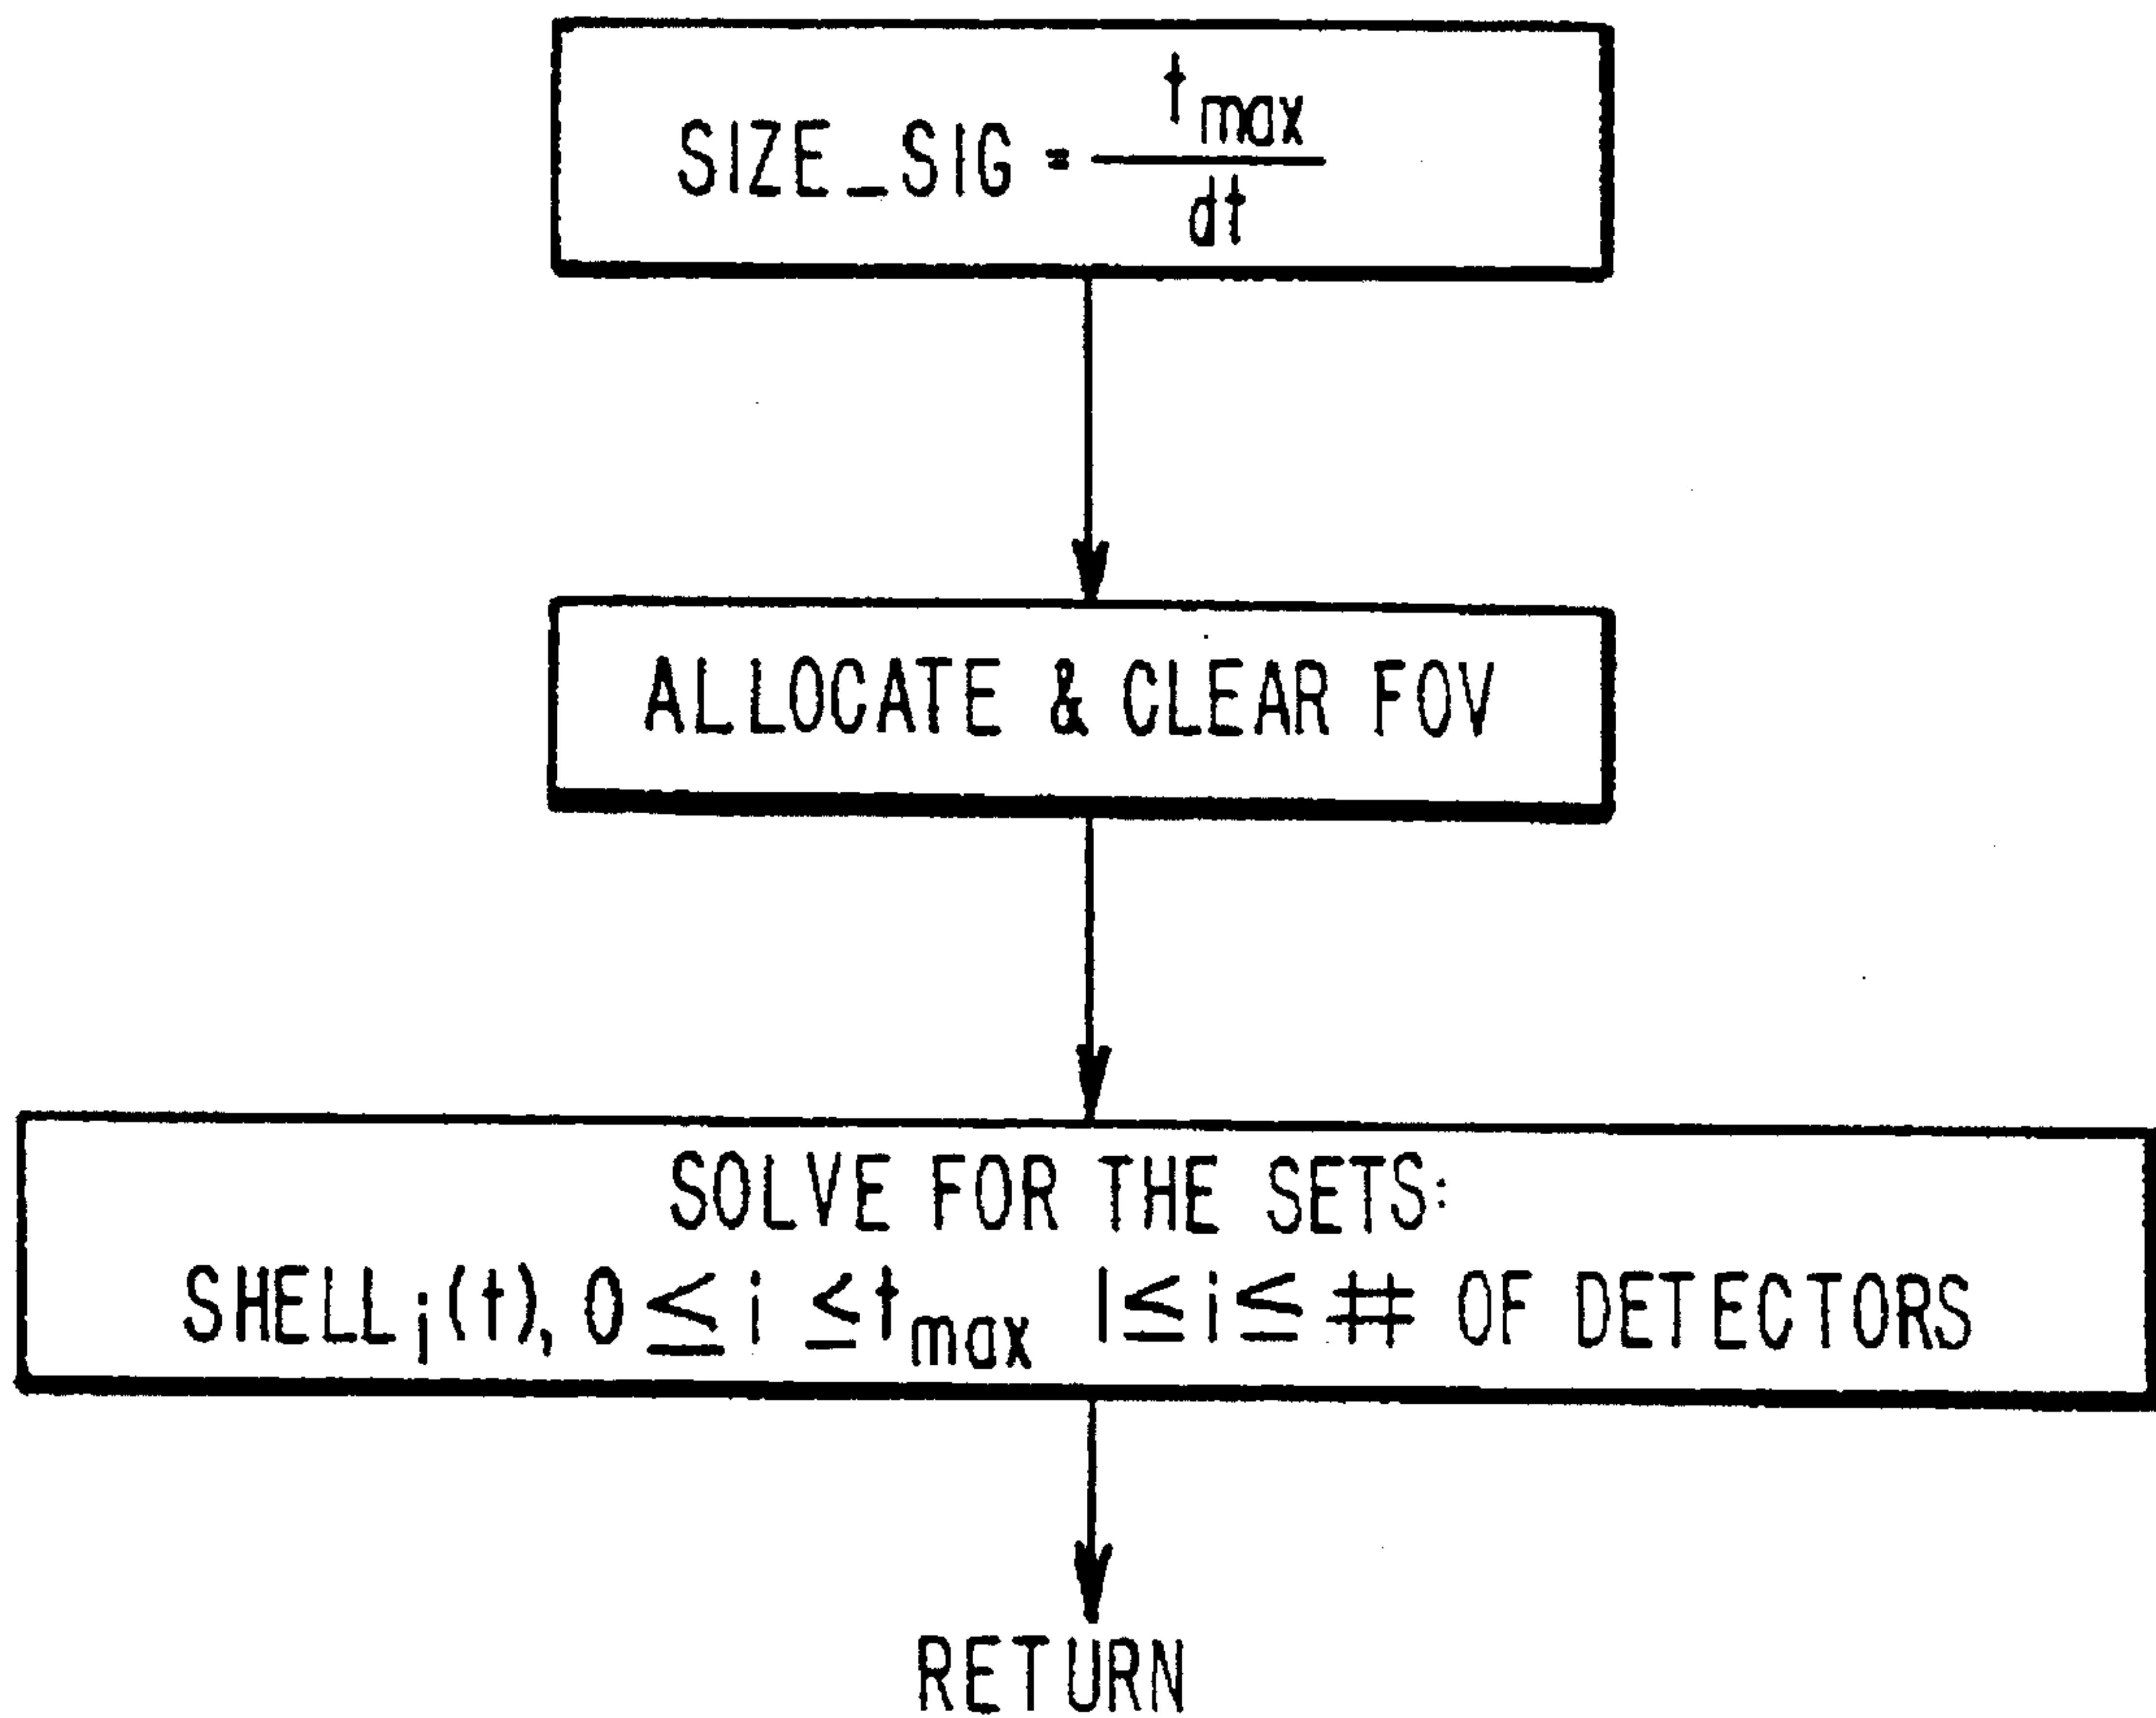 SIZE_SIG = t_max / dt
ALLOCATE & CLEAR FOV
SOLVE FOR THE SETS:
SHELL_i(t), 0 ≤ i ≤ t_max 1 ≤ i ≤ # OF DETECTORS
RETURN